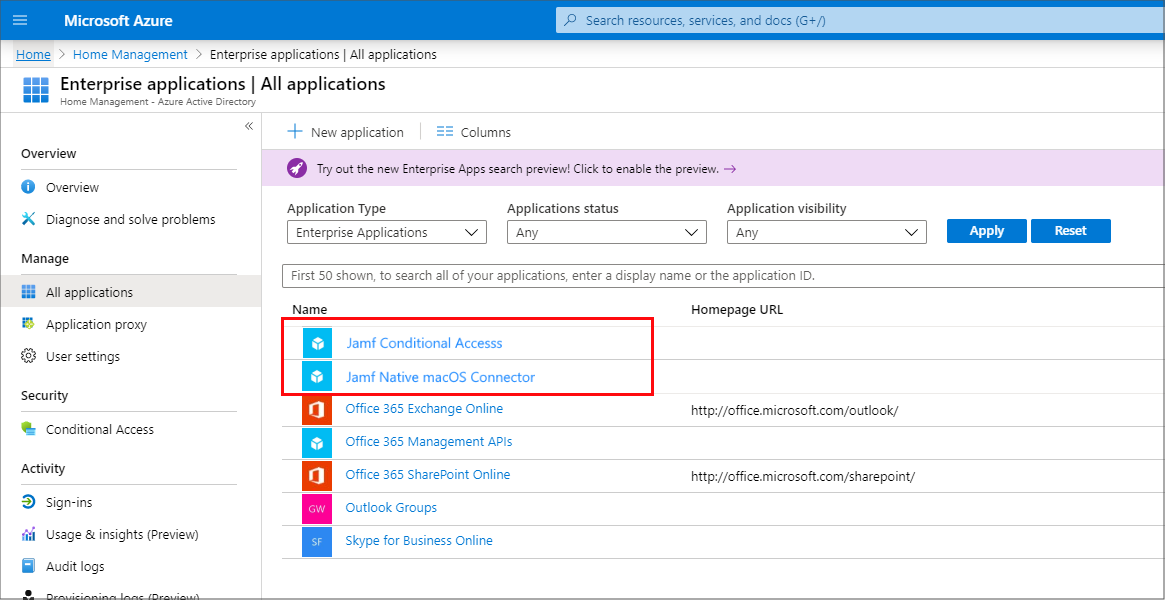 Microsoft Azure
Search resources, services, and docs (G+/)
Home > Home Management > Enterprise applications | All applications
Enterprise applications | All applications
Home Management - Azure Active Directory
«
Overview
Overview
Diagnose and solve problems
Manage
All applications
Application proxy
User settings
Security
Conditional Access
Activity
Sign-ins
Usage & insights (Preview)
Audit logs
Provisioning logs (Preview)
New application
Columns
Try out the new Enterprise Apps search preview! Click to enable the preview. →
Application Type
Applications status
Application visibility
Enterprise Applications
Any
Any
Apply
Reset
First 50 shown, to search all of your applications, enter a display name or the application ID.
Name
Homepage URL
Jamf Conditional Accesss
Jamf Native macOS Connector
Office 365 Exchange Online
http://office.microsoft.com/outlook/
Office 365 Management APIs
Office 365 SharePoint Online
http://office.microsoft.com/sharepoint/
GW Outlook Groups
SF Skype for Business Online